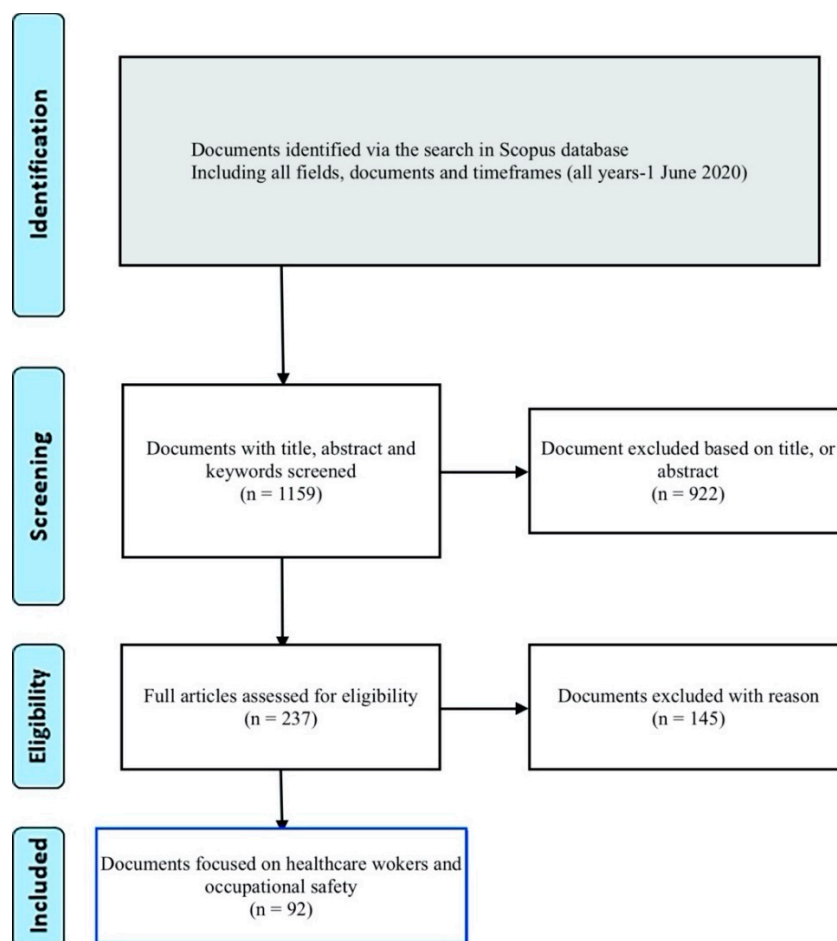 Identification
Documents identified via the search in Scopus database
Including all fields, documents and timeframes (all years-1 June 2020)
Screening
Documents with title, abstract and
keywords screened
(n = 1159)
Document excluded based on title, or
abstract
(n = 922)
Eligibility
Full articles assessed for eligibility
(n = 237)
Documents excluded with reason
(n = 145)
Included
Documents focused on healthcare wokers and
occupational safety
(n = 92)